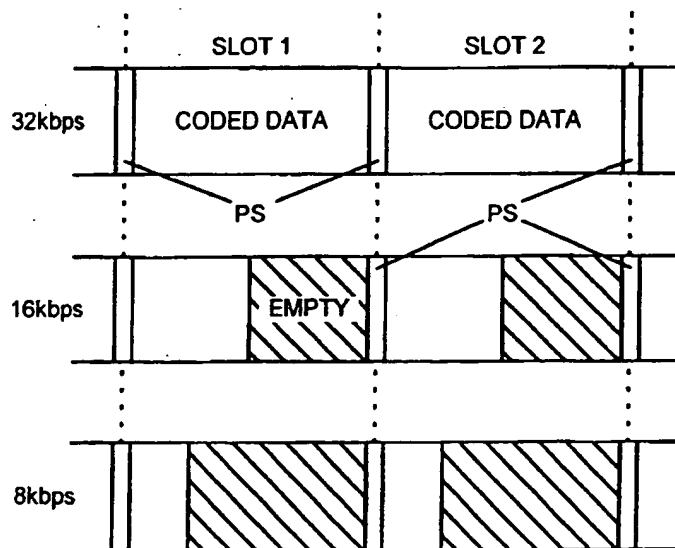 SLOT 1
SLOT 2
32kbps
CODED DATA
CODED DATA
PS
PS
16kbps
EMPTY
8kbps